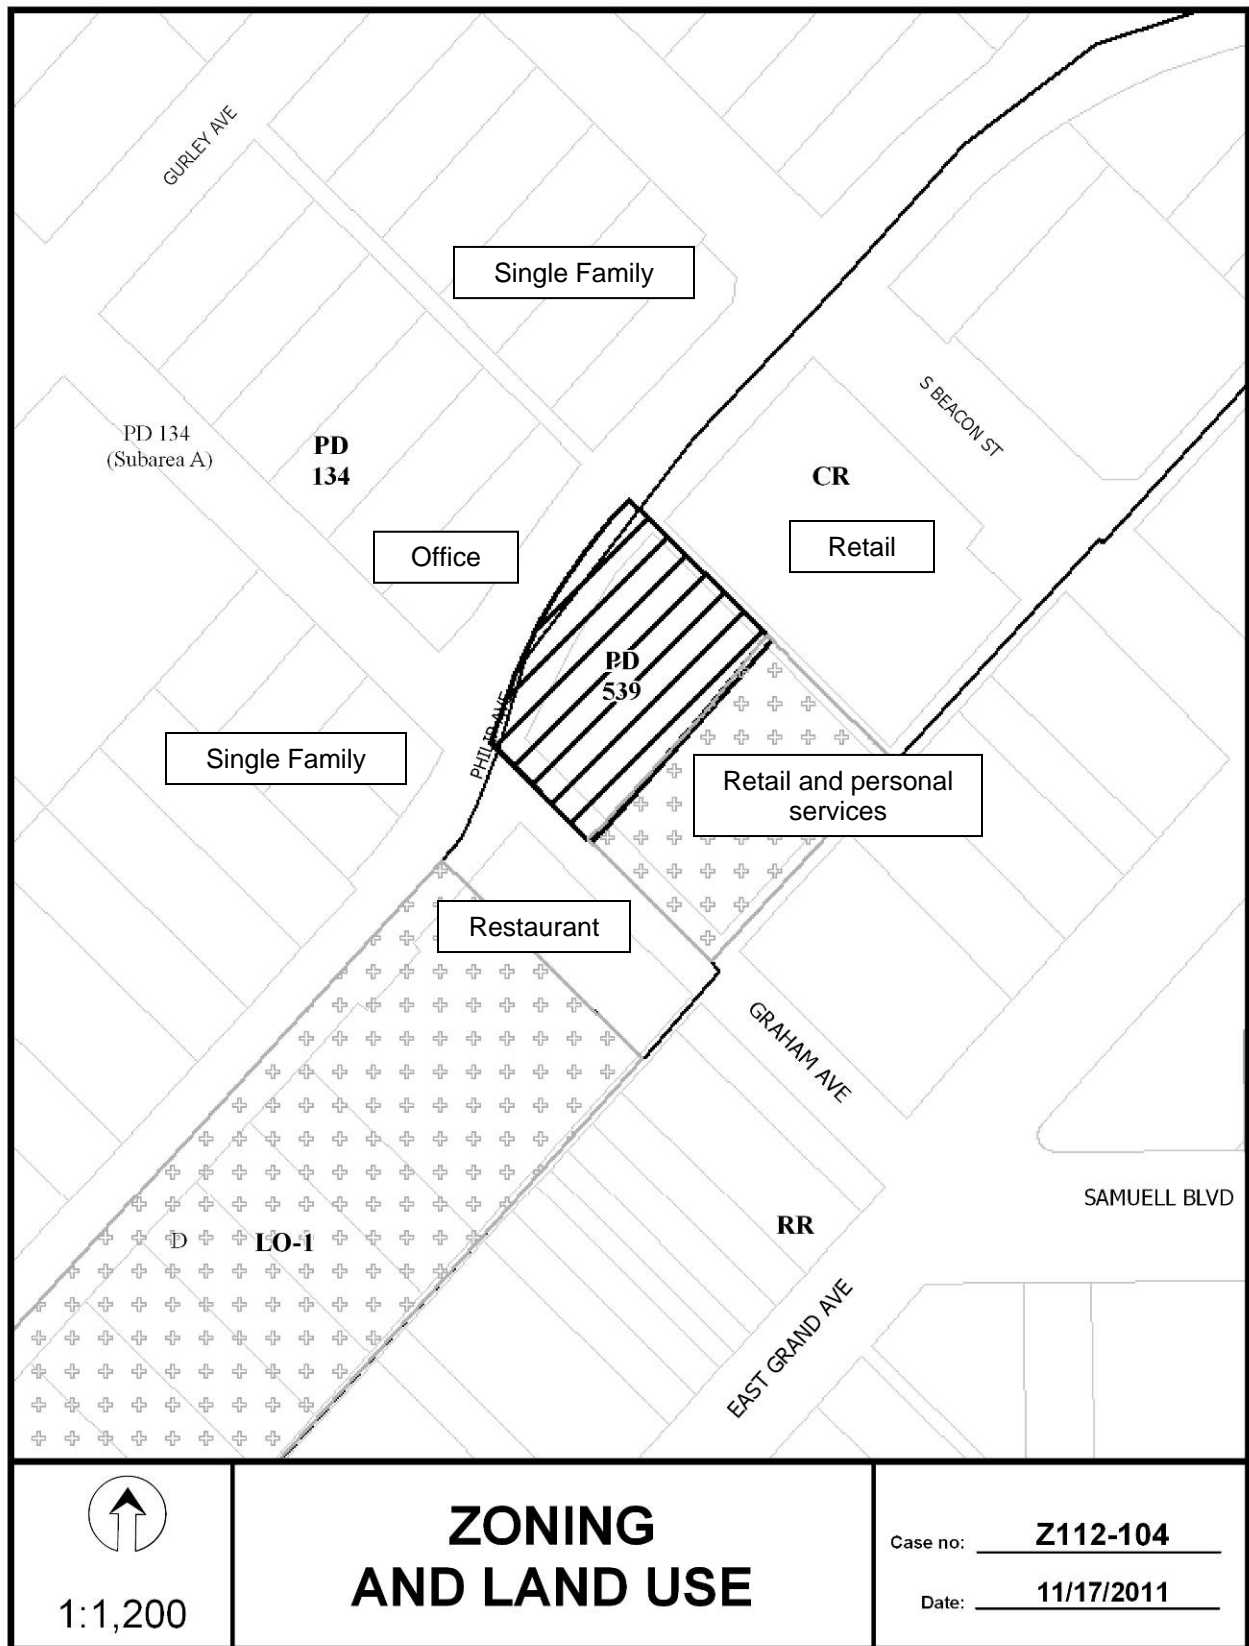 GURLEY AVE
Single Family
S BEACON ST
PD 134
(Subarea A)
PD
134
CR
Office
Retail
PD
539
PHILIP AVE
Single Family
Retail and personal
services
Restaurant
GRAHAM AVE
SAMUELL BLVD
RR
D
LO-1
EAST GRAND AVE
1:1,200
ZONING
AND LAND USE
Case no: Z112-104
Date: 11/17/2011